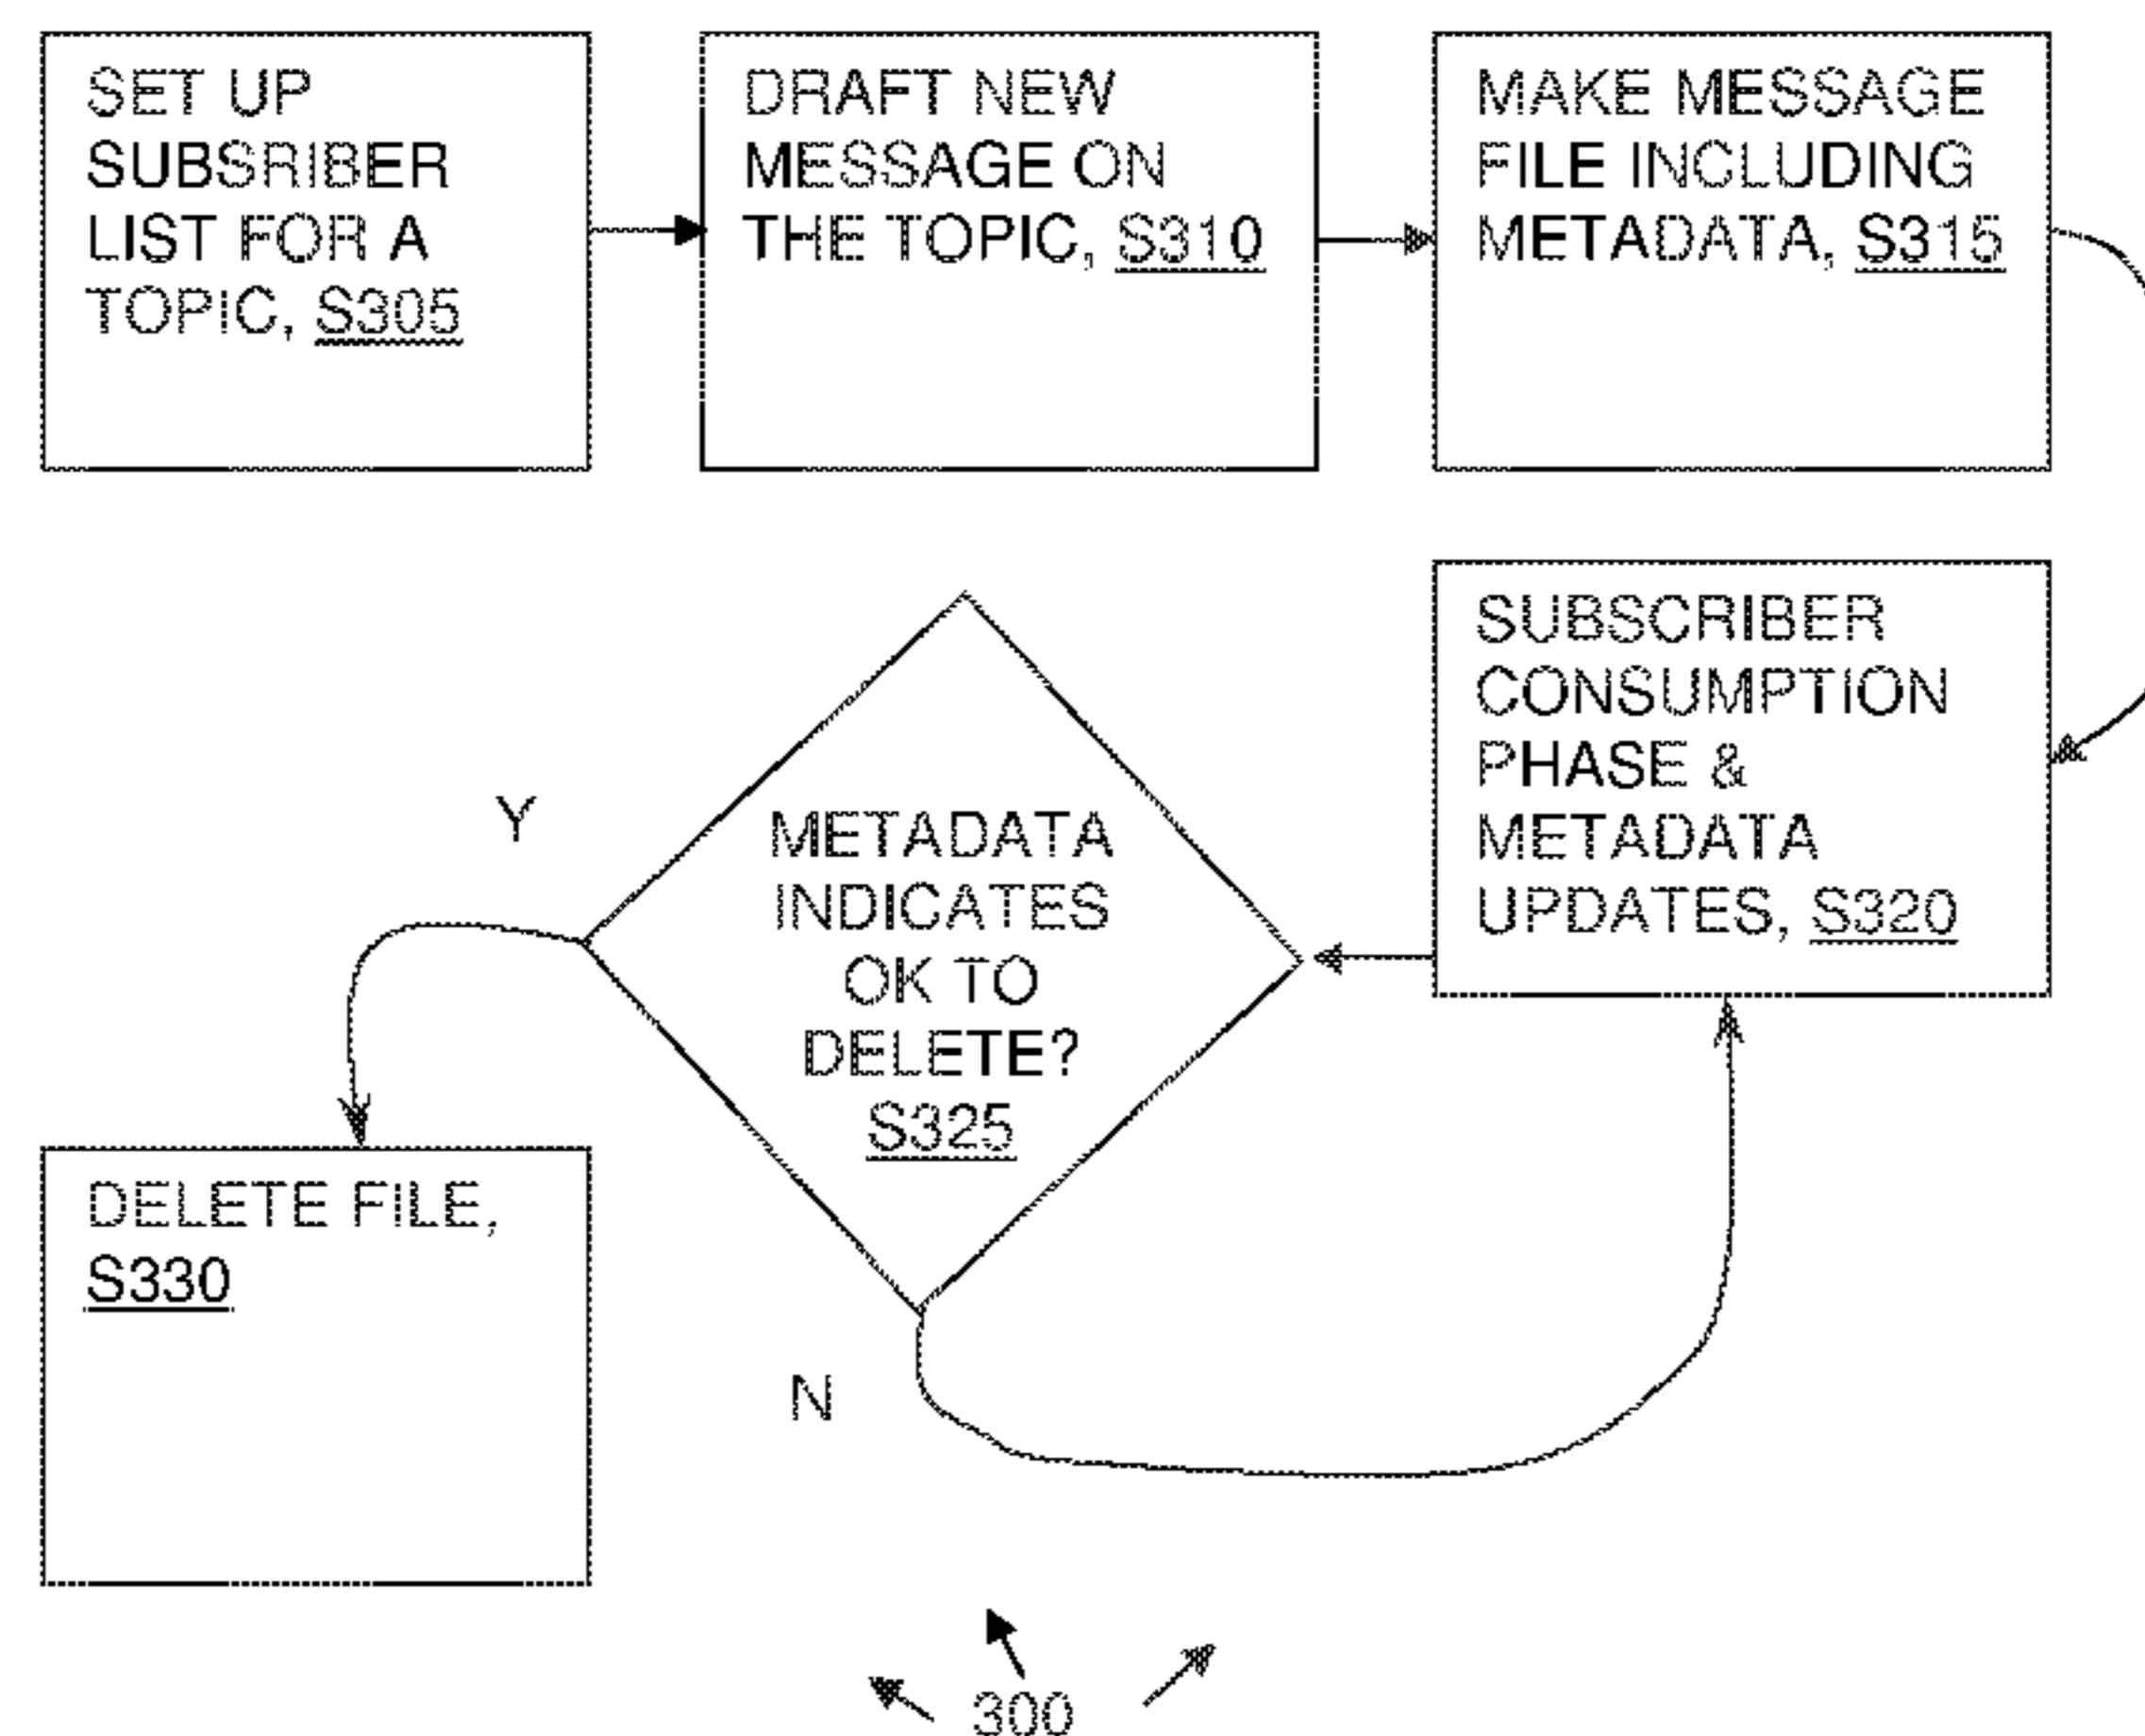 SET UP
SUBSRIBER
LIST FOR A
TOPIC, S305
DRAFT NEW
MESSAGE ON
THE TOPIC, S310
MAKE MESSAGE
FILE INCLUDING
METADATA, S315
SUBSCRIBER
CONSUMPTION
PHASE &
METADATA
UPDATES, S320
METADATA
INDICATES
OK TO
DELETE?
S325
Y
N
DELETE FILE,
S330
300